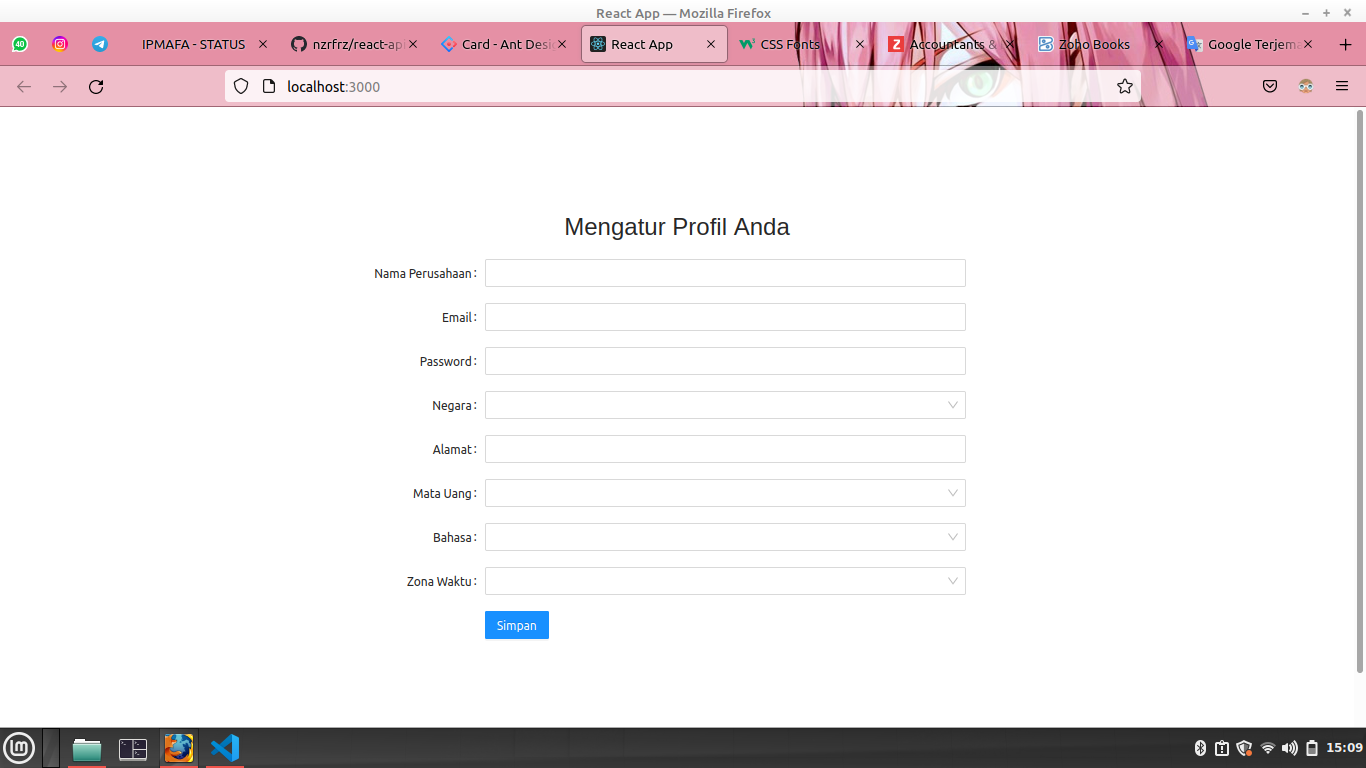 React App — Mozilla Firefox
40 IPMAFA - STATUS nzrfrz/react-api Card - Ant Desi React App CSS Fonts Accountants & Zoho Books Google Terjema
localhost:3000
Mengatur Profil Anda
Nama Perusahaan :
Email :
Password :
Negara :
Alamat :
Mata Uang :
Bahasa :
Zona Waktu :
Simpan
15:09